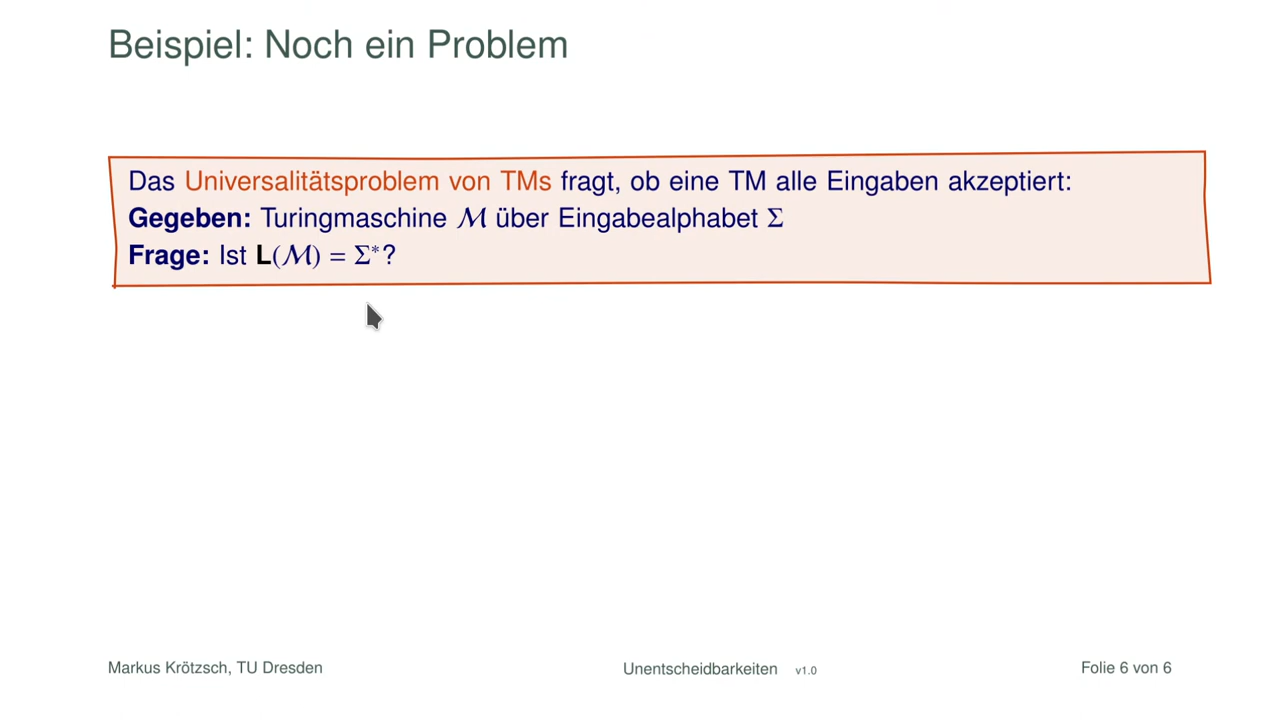 Beispiel: Noch ein Problem
Das Universalitätsproblem von TMs fragt, ob eine TM alle Eingaben akzeptiert:
Gegeben: Turingmaschine ℳ über Eingabealphabet Σ
Frage: Ist L(ℳ) = Σ*?
Markus Krötzsch, TU Dresden
Unentscheidbarkeiten v1.0
Folie 6 von 6